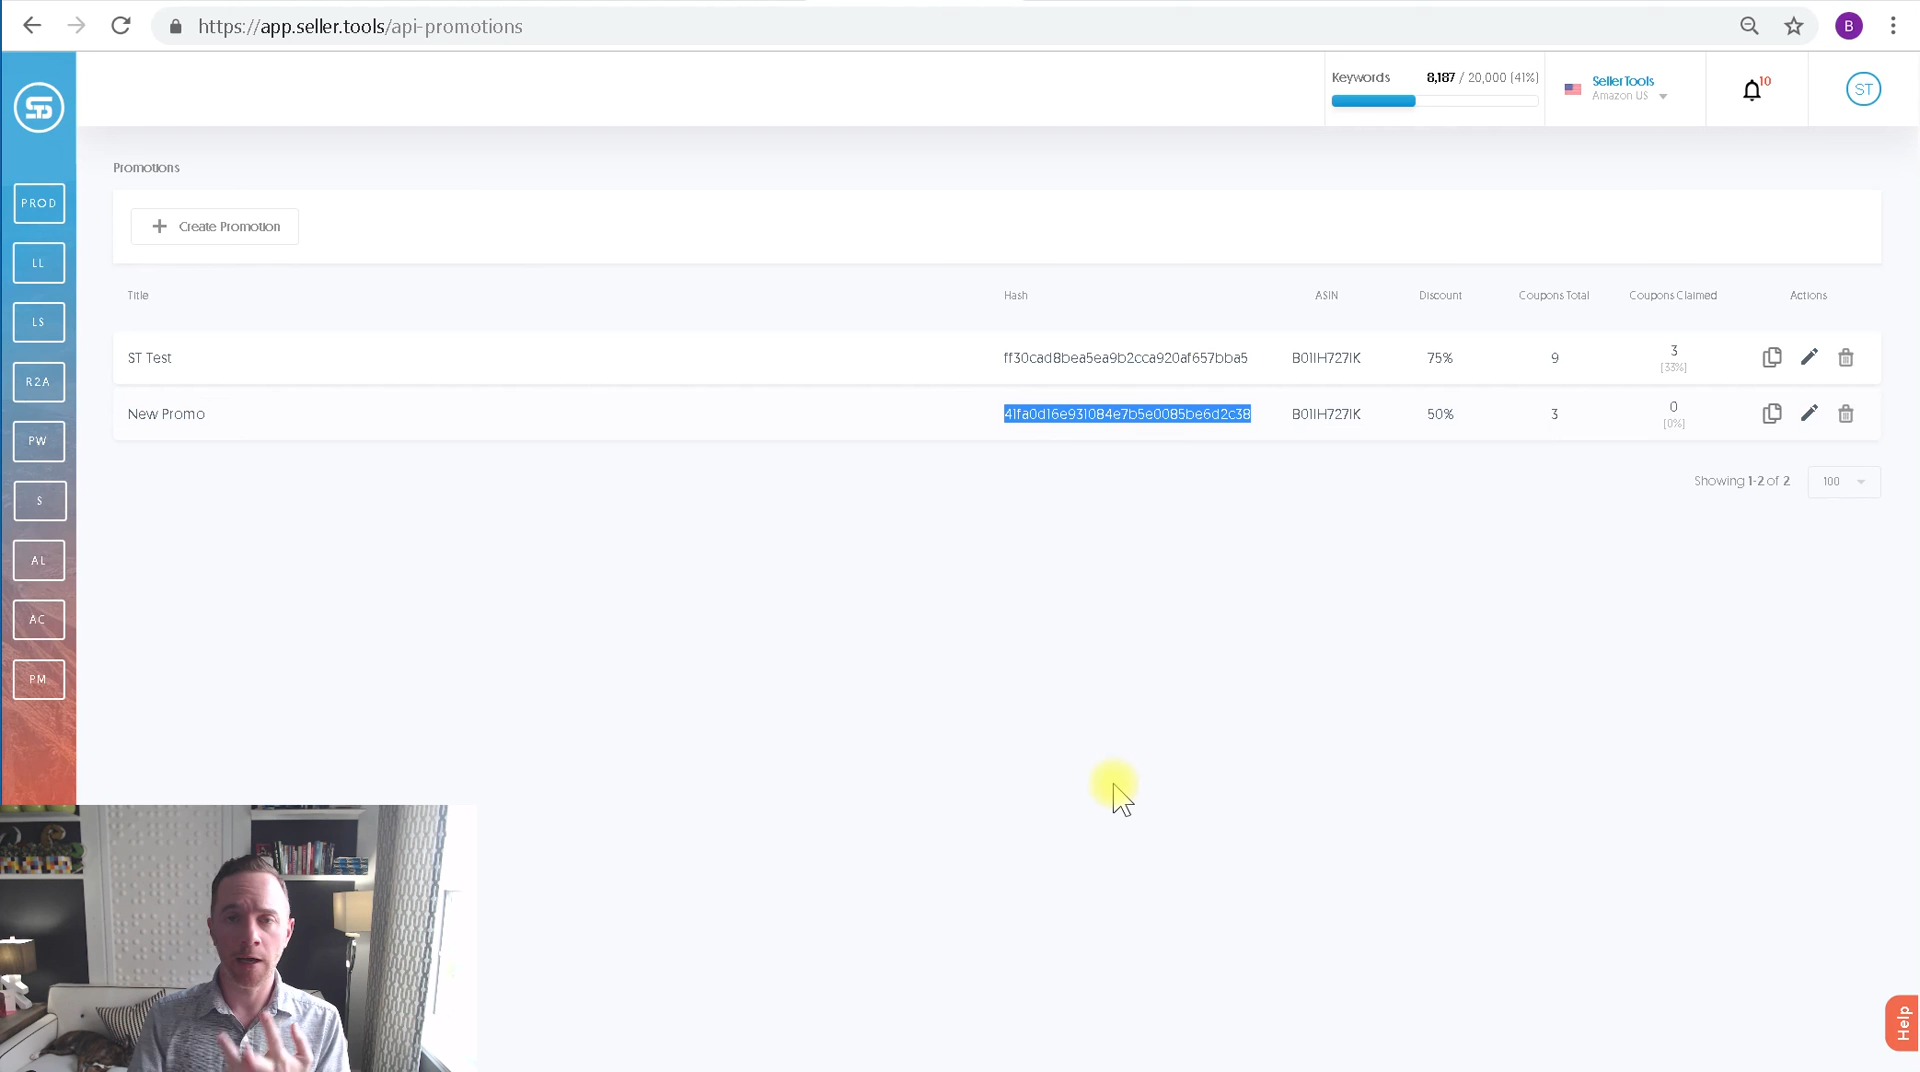 https://app.seller.tools/api-promotions
B
Keywords 8,187 / 20,000 (41%)
SellerTools
Amazon US
10
ST
PROD
LL
LS
R2A
PW
S
AL
AC
PM
Promotions
Create Promotion
Title Hash ASIN Discount Coupons Total Coupons Claimed Actions
ST Test ff30cad8bea5ea9b2cca920af657bba5 B01IH727IK 75% 9 3
[33%]
New Promo 41fa0d16e931084e7b5e0085be6d2c38 B01IH727IK 50% 3 0
[0%]
Showing 1-2 of 2 100
Help